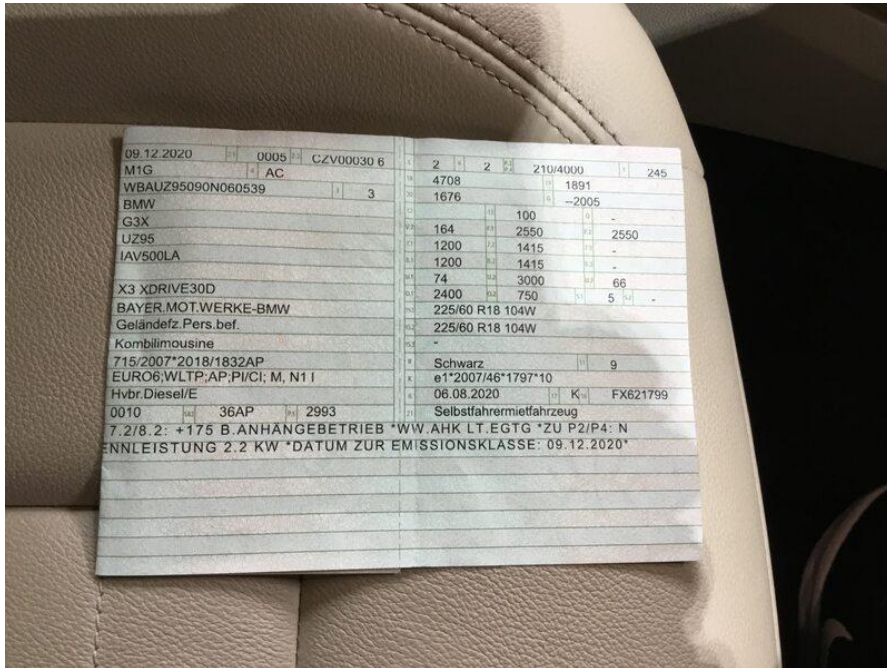 09.12.2020 0005 CZV00030 6
M1G AC
WBAUZ95090N060539 3
BMW
G3X
UZ95
IAV500LA
X3 XDRIVE30D
BAYER.MOT.WERKE-BMW
Geländefz.Pers.bef.
Kombilimousine
715/2007*2018/1832AP
EURO6;WLTP;AP;PI/CI; M, N1 I
Hybr.Diesel/E
0010 36AP 2993
2 2 210/4000 245
4708 1891
1676 --2005
100 -
164 2550 2550
1200 1415 -
1200 1415 -
74 3000 66
2400 750 5 -
225/60 R18 104W
225/60 R18 104W
-
Schwarz 9
e1*2007/46*1797*10
06.08.2020 K FX621799
Selbstfahrermietfahrzeug
7.2/8.2: +175 B.ANHÄNGEBETRIEB *WW.AHK LT.EGTG *ZU P2/P4: N
ENNLEISTUNG 2.2 KW *DATUM ZUR EMISSIONSKLASSE: 09.12.2020*